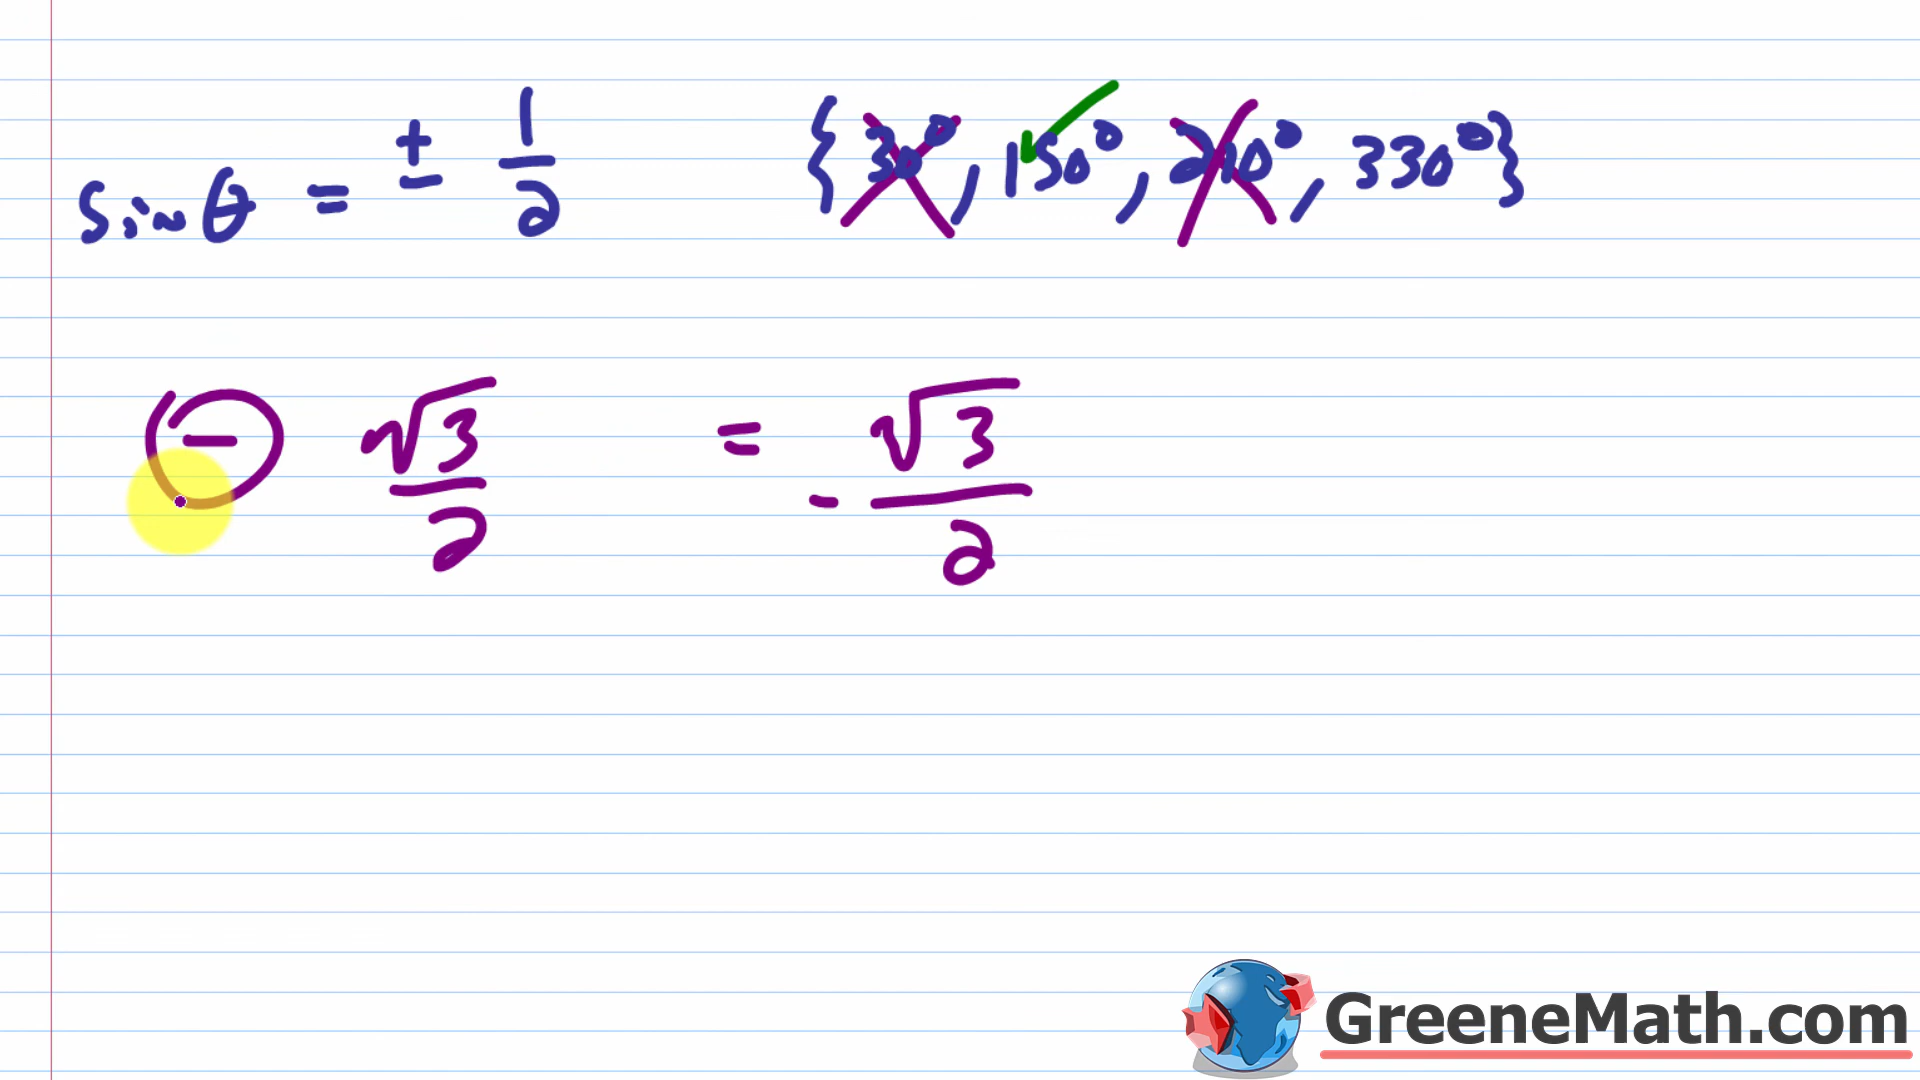 sin θ = ± 1/2 {30°, 150°, 210°, 330°}
- √3/2 = - √3/2
GreeneMath.com